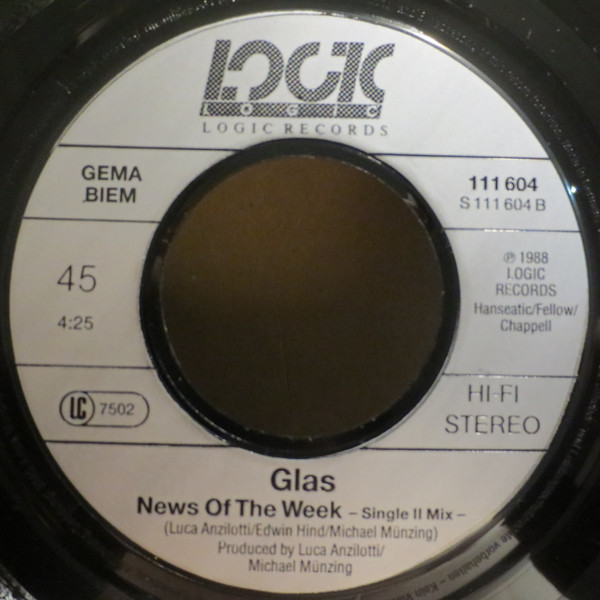 LOGIC
LOGIC
LOGIC RECORDS
GEMA
BIEM
111 604
S 111 604 B
45
4:25
℗ 1988
LOGIC
RECORDS
Hanseatic/Fellow/
Chappell
LC 7502
HI-FI
STEREO
Glas
News Of The Week – Single II Mix –
(Luca Anzilotti/Edwin Hind/Michael Münzing)
Produced by Luca Anzilotti/
Michael Münzing
vorbehalten